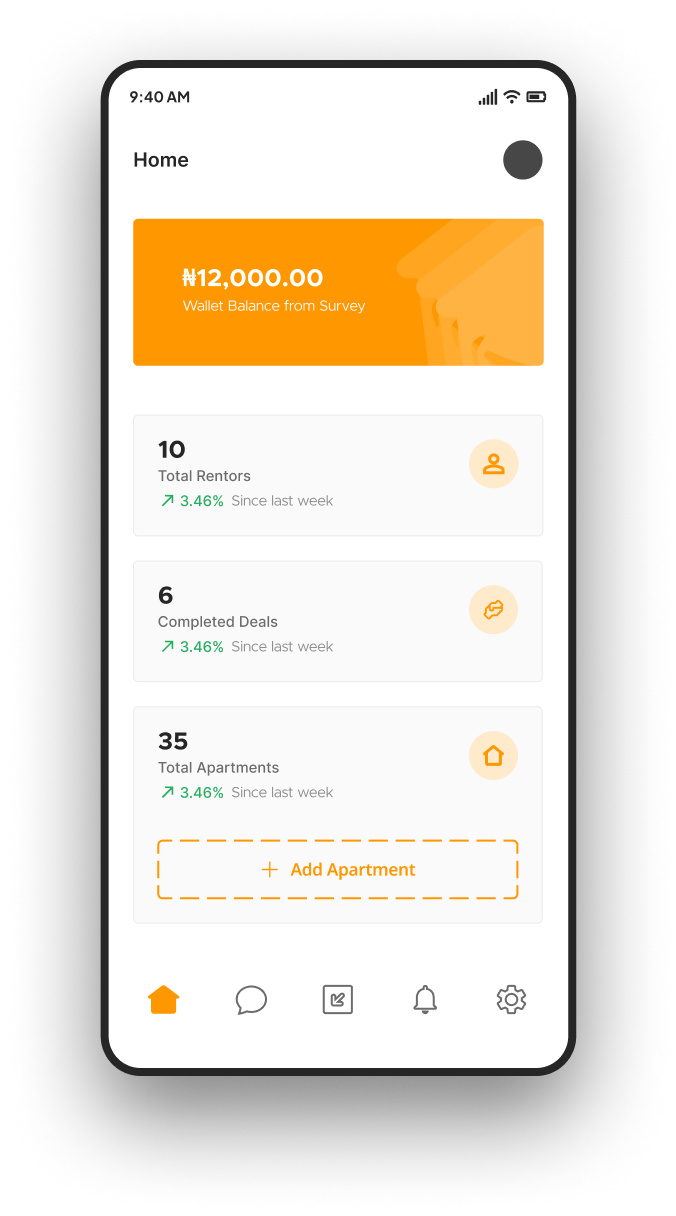 9:40 AM
Home
₦12,000.00
Wallet Balance from Survey
10
Total Rentors
3.46% Since last week
6
Completed Deals
3.46% Since last week
35
Total Apartments
3.46% Since last week
Add Apartment